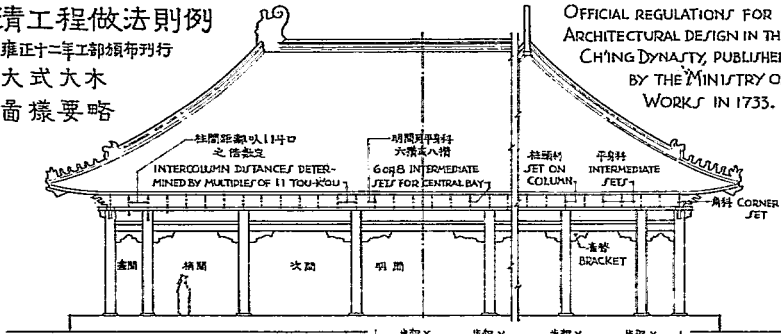 清工程做法則例
雍正十二年工部頒布刊行
大式大木
啚樣要略
OFFICIAL REGULATIONS FOR
ARCHITECTURAL DESIGN IN TH
CH'ING DYNASTY, PUBLISHE
BY THE MINISTRY O
WORKS IN 1733.
柱間距離以11斗口
之倍數定
INTERCOLUMN DISTANCES DETER-
MINED BY MULTIPLES OF 11 TOU-K'OU
明間用平身科
六攢或八攢
6 OR 8 INTERMEDIATE
SETS FOR CENTRAL BAY
柱頭科
SET ON
COLUMN
平身科
INTERMEDIATE
SETS
角科 CORNER
SET
盡間
梢間
次間
明間
雀替
BRACKET